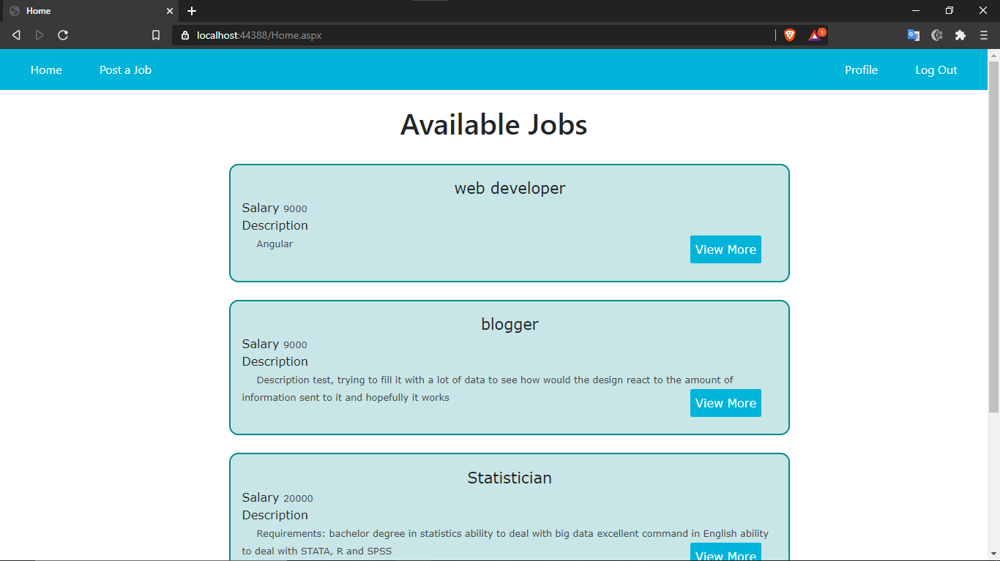 Home
localhost:44388/Home.aspx
1
Home Post a Job Profile Log Out
Available Jobs
web developer
Salary 9000
Description
Angular
View More
blogger
Salary 9000
Description
Description test, trying to fill it with a lot of data to see how would the design react to the amount of
information sent to it and hopefully it works
View More
Statistician
Salary 20000
Description
Requirements: bachelor degree in statistics ability to deal with big data excellent command in English ability
to deal with STATA, R and SPSS
View More